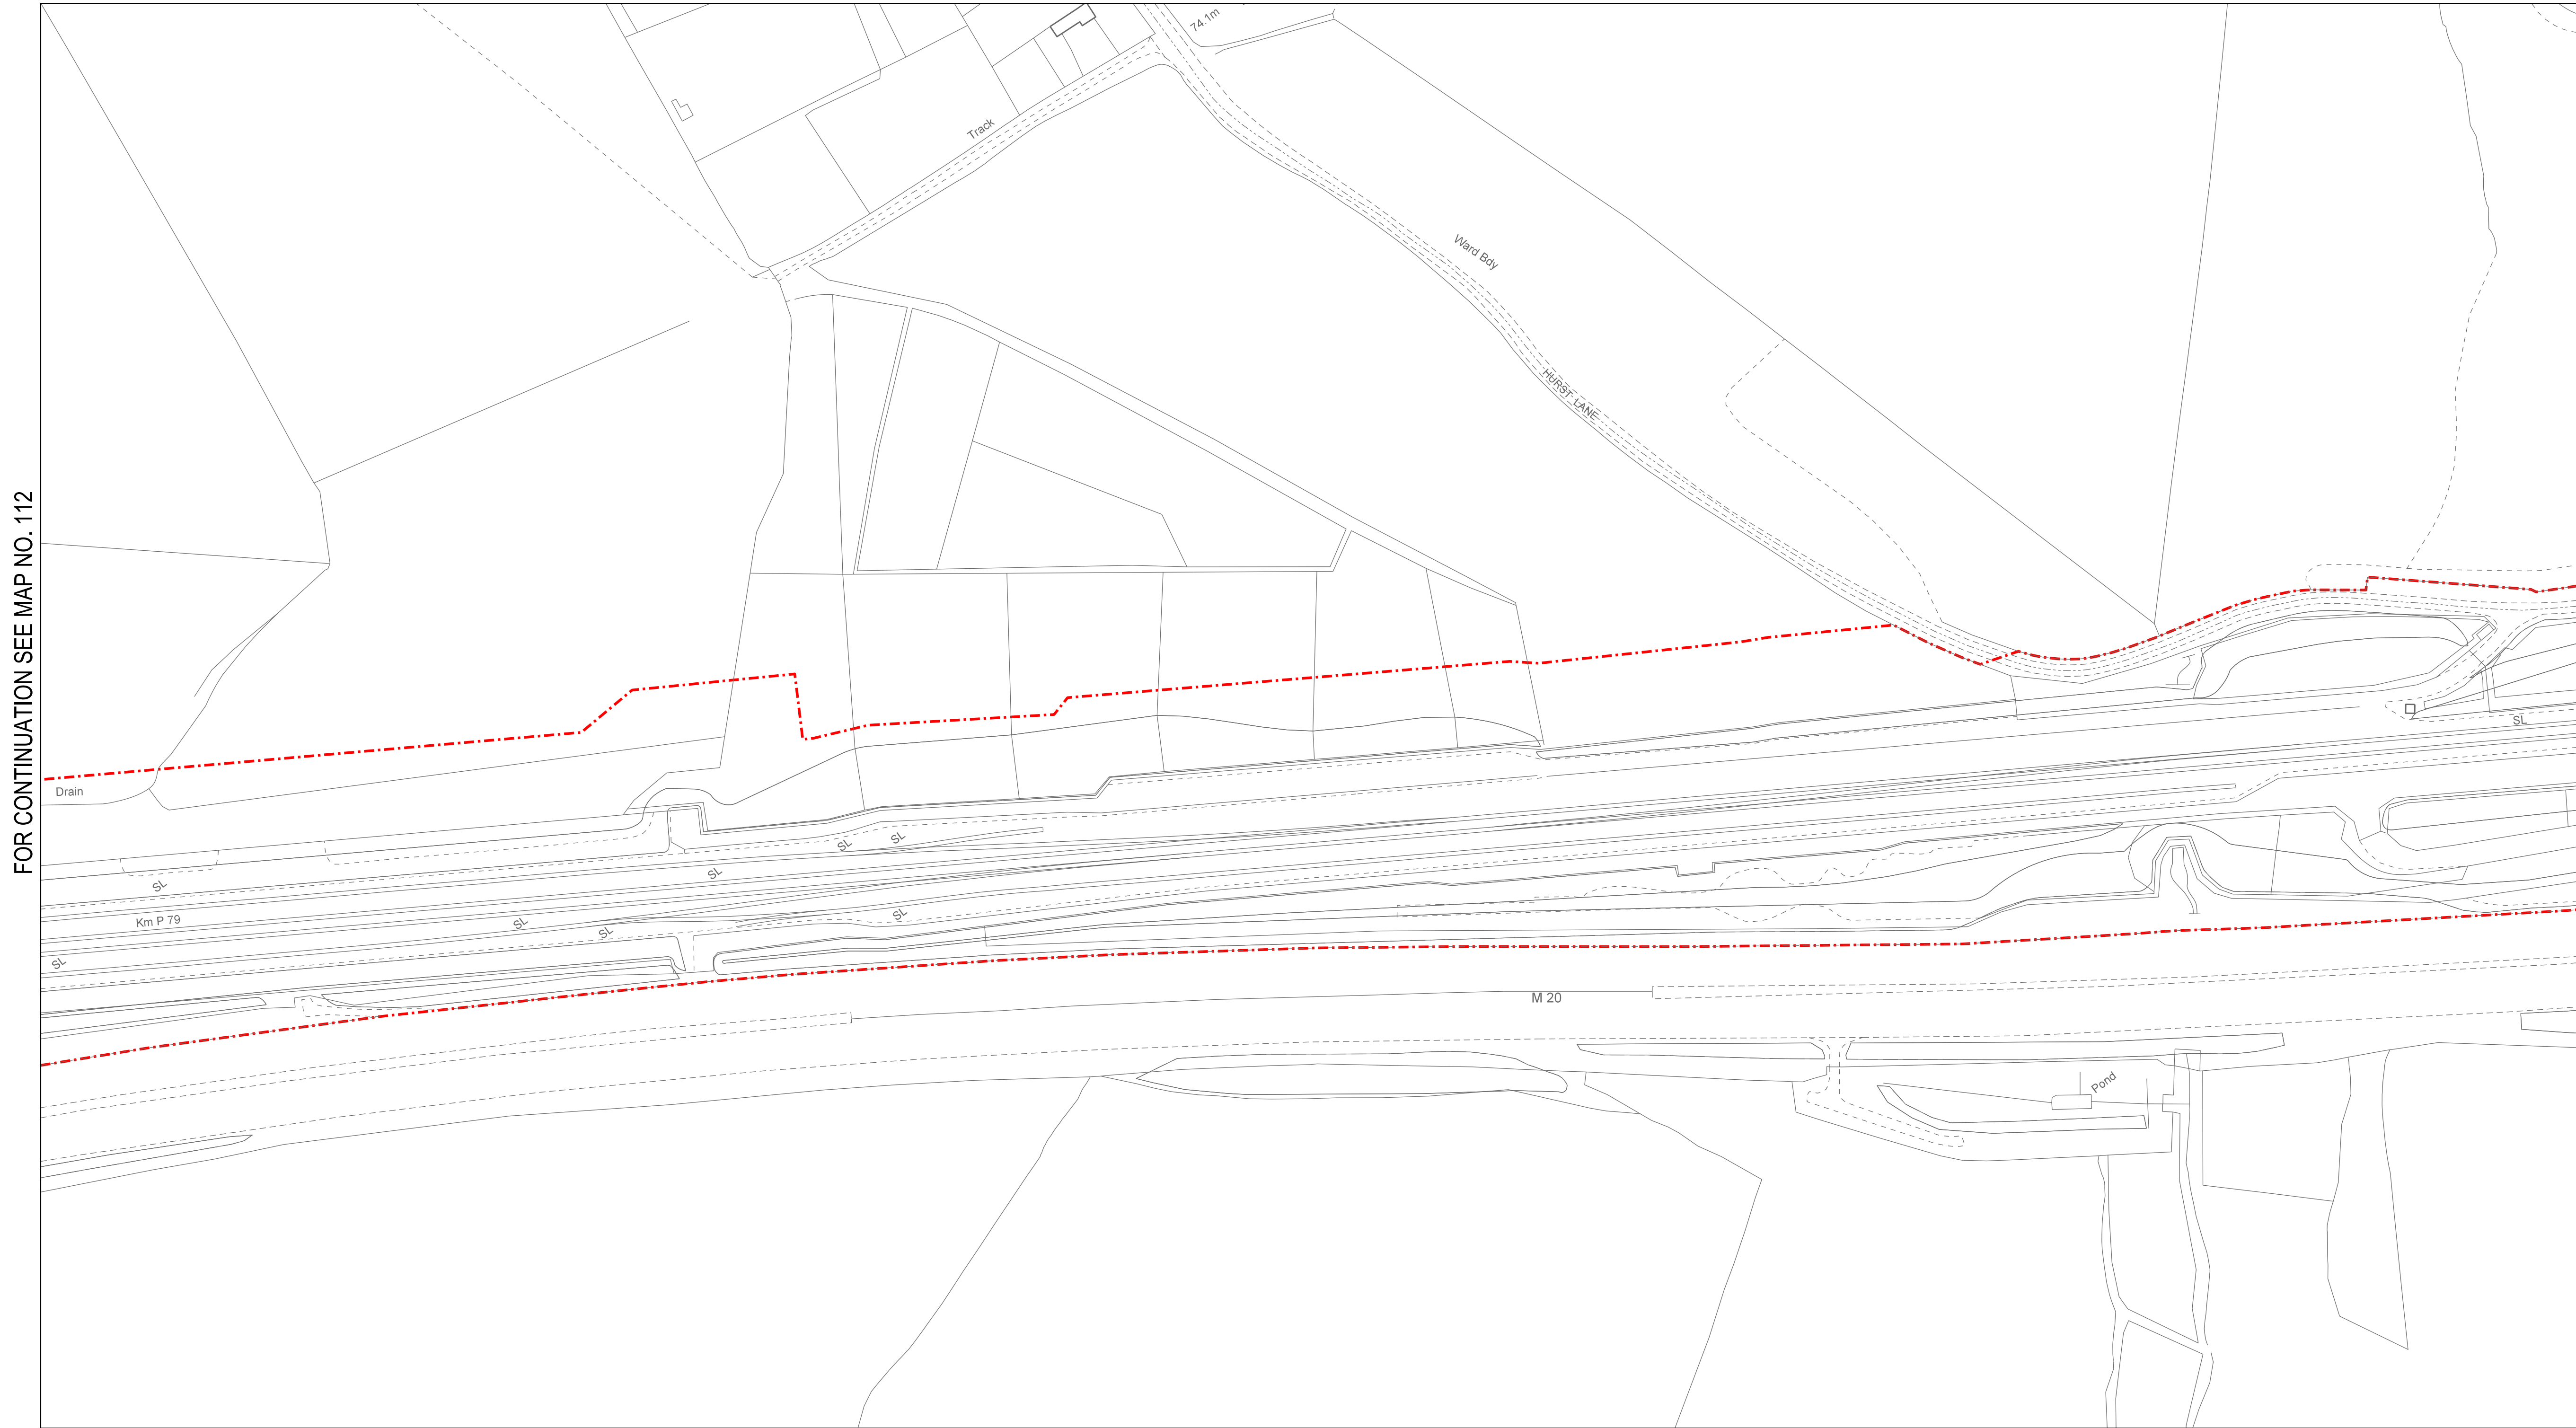 74.1m
Track
Ward Bdy
HURST LANE
FOR CONTINUATION SEE MAP NO. 112
SL
Drain
SL
SL
SL
SL
Km P 79
SL
SL
SL
SL
M 20
Pond